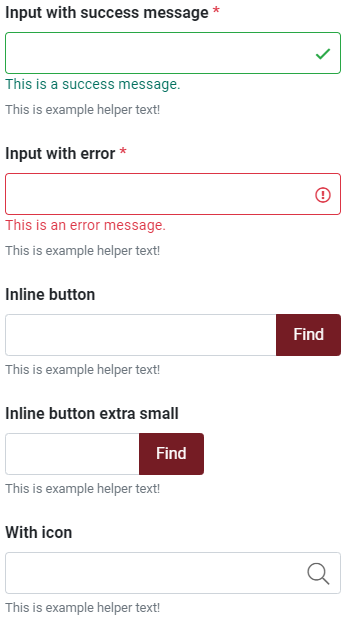 Input with success message *
This is a success message.
This is example helper text!
Input with error *
This is an error message.
This is example helper text!
Inline button
Find
This is example helper text!
Inline button extra small
Find
This is example helper text!
With icon
This is example helper text!